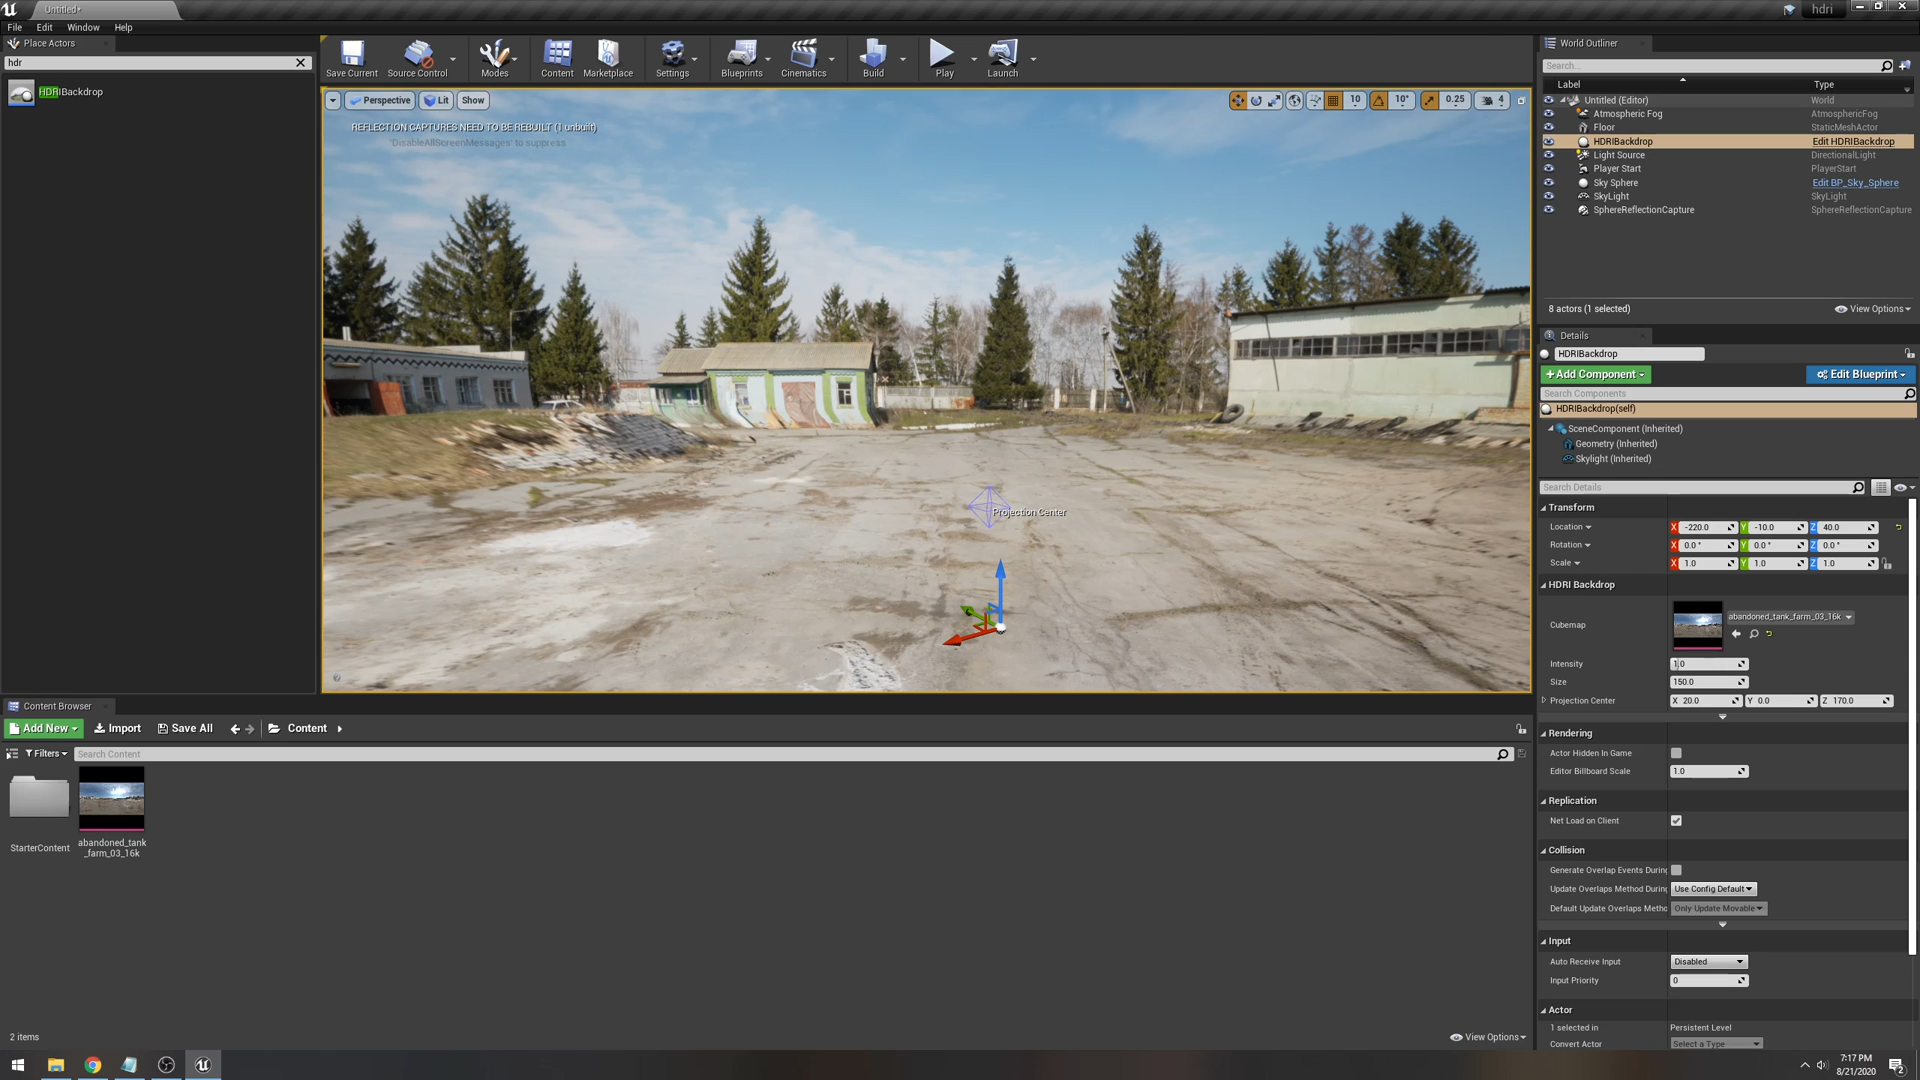 Untitled*
hdri
File Edit Window Help
Place Actors
hdr
HDRIBackdrop
Save Current
Source Control
Modes
Content
Marketplace
Settings
Blueprints
Cinematics
Build
Play
Launch
Perspective
Lit
Show
10
10°
0.25
4
REFLECTION CAPTURES NEED TO BE REBUILT (1 unbuilt)
'DisableAllScreenMessages' to suppress
Projection Center
World Outliner
Search...
Label Type
Untitled (Editor) World
Atmospheric Fog AtmosphericFog
Floor StaticMeshActor
HDRIBackdrop Edit HDRIBackdrop
Light Source DirectionalLight
Player Start PlayerStart
Sky Sphere Edit BP_Sky_Sphere
SkyLight SkyLight
SphereReflectionCapture SphereReflectionCapture
8 actors (1 selected) View Options
Details
HDRIBackdrop
+ Add Component Edit Blueprint
Search Components
HDRIBackdrop(self)
SceneComponent (Inherited)
Geometry (Inherited)
Skylight (Inherited)
Search Details
Transform
Location X -220.0 Y -10.0 Z 40.0
Rotation X 0.0 ° Y 0.0 ° Z 0.0 °
Scale X 1.0 Y 1.0 Z 1.0
HDRI Backdrop
Cubemap abandoned_tank_farm_03_16k
Intensity 1.0
Size 150.0
Projection Center X 20.0 Y 0.0 Z 170.0
Rendering
Actor Hidden In Game
Editor Billboard Scale 1.0
Replication
Net Load on Client
Collision
Generate Overlap Events During
Update Overlaps Method During Use Config Default
Default Update Overlaps Metho Only Update Movable
Input
Auto Receive Input Disabled
Input Priority 0
Actor
1 selected in Persistent Level
Convert Actor Select a Type
Content Browser
Add New Import Save All Content
Filters Search Content
StarterContent
abandoned_tank
_farm_03_16k
2 items View Options
7:17 PM
8/21/2020
2